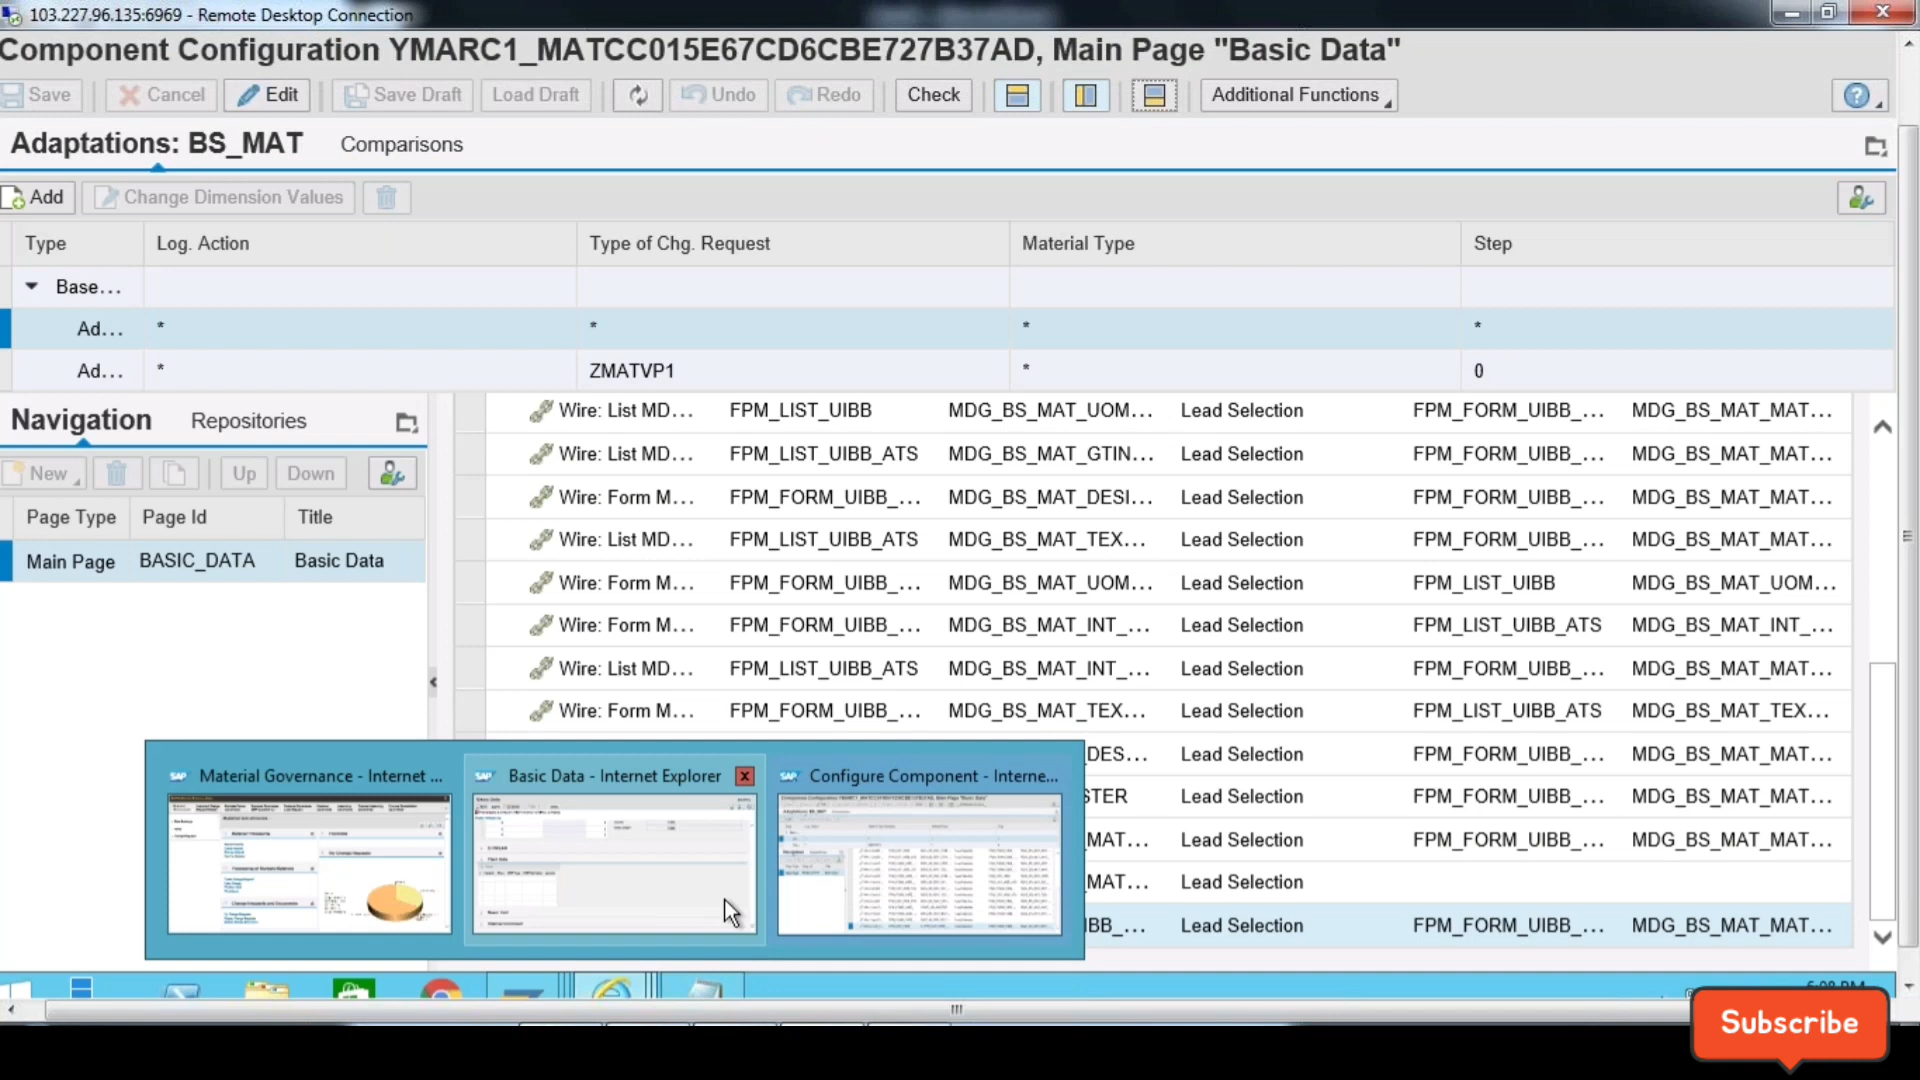 103.227.96.135:6969 - Remote Desktop Connection
Component Configuration YMARC1_MATCC015E67CD6CBE727B37AD, Main Page "Basic Data"
Save Cancel Edit Save Draft Load Draft Undo Redo Check Additional Functions
Adaptations: BS_MAT Comparisons
Add Change Dimension Values
Type Log. Action Type of Chg. Request Material Type Step
Base...
Ad... * * * *
Ad... * ZMATVP1 * 0
Navigation Repositories
New Up Down
Page Type Page Id Title
Main Page BASIC_DATA Basic Data
Wire: List MD... FPM_LIST_UIBB MDG_BS_MAT_UOM... Lead Selection FPM_FORM_UIBB_... MDG_BS_MAT_MAT...
Wire: List MD... FPM_LIST_UIBB_ATS MDG_BS_MAT_GTIN... Lead Selection FPM_FORM_UIBB_... MDG_BS_MAT_MAT...
Wire: Form M... FPM_FORM_UIBB_... MDG_BS_MAT_DESI... Lead Selection FPM_FORM_UIBB_... MDG_BS_MAT_MAT...
Wire: List MD... FPM_LIST_UIBB_ATS MDG_BS_MAT_TEX... Lead Selection FPM_FORM_UIBB_... MDG_BS_MAT_MAT...
Wire: Form M... FPM_FORM_UIBB_... MDG_BS_MAT_UOM... Lead Selection FPM_LIST_UIBB MDG_BS_MAT_UOM...
Wire: Form M... FPM_FORM_UIBB_... MDG_BS_MAT_INT_... Lead Selection FPM_LIST_UIBB_ATS MDG_BS_MAT_INT_...
Wire: List MD... FPM_LIST_UIBB_ATS MDG_BS_MAT_INT_... Lead Selection FPM_FORM_UIBB_... MDG_BS_MAT_MAT...
Wire: Form M... FPM_FORM_UIBB_... MDG_BS_MAT_TEX... Lead Selection FPM_LIST_UIBB_ATS MDG_BS_MAT_TEX...
_DES... Lead Selection FPM_FORM_UIBB_... MDG_BS_MAT_MAT...
STER Lead Selection FPM_FORM_UIBB_... MDG_BS_MAT_MAT...
MAT... Lead Selection FPM_FORM_UIBB_... MDG_BS_MAT_MAT...
MAT... Lead Selection
IBB_... Lead Selection FPM_FORM_UIBB_... MDG_BS_MAT_MAT...
SAP Material Governance - Internet ...
SAP Basic Data - Internet Explorer
SAP Configure Component - Interne...
Subscribe